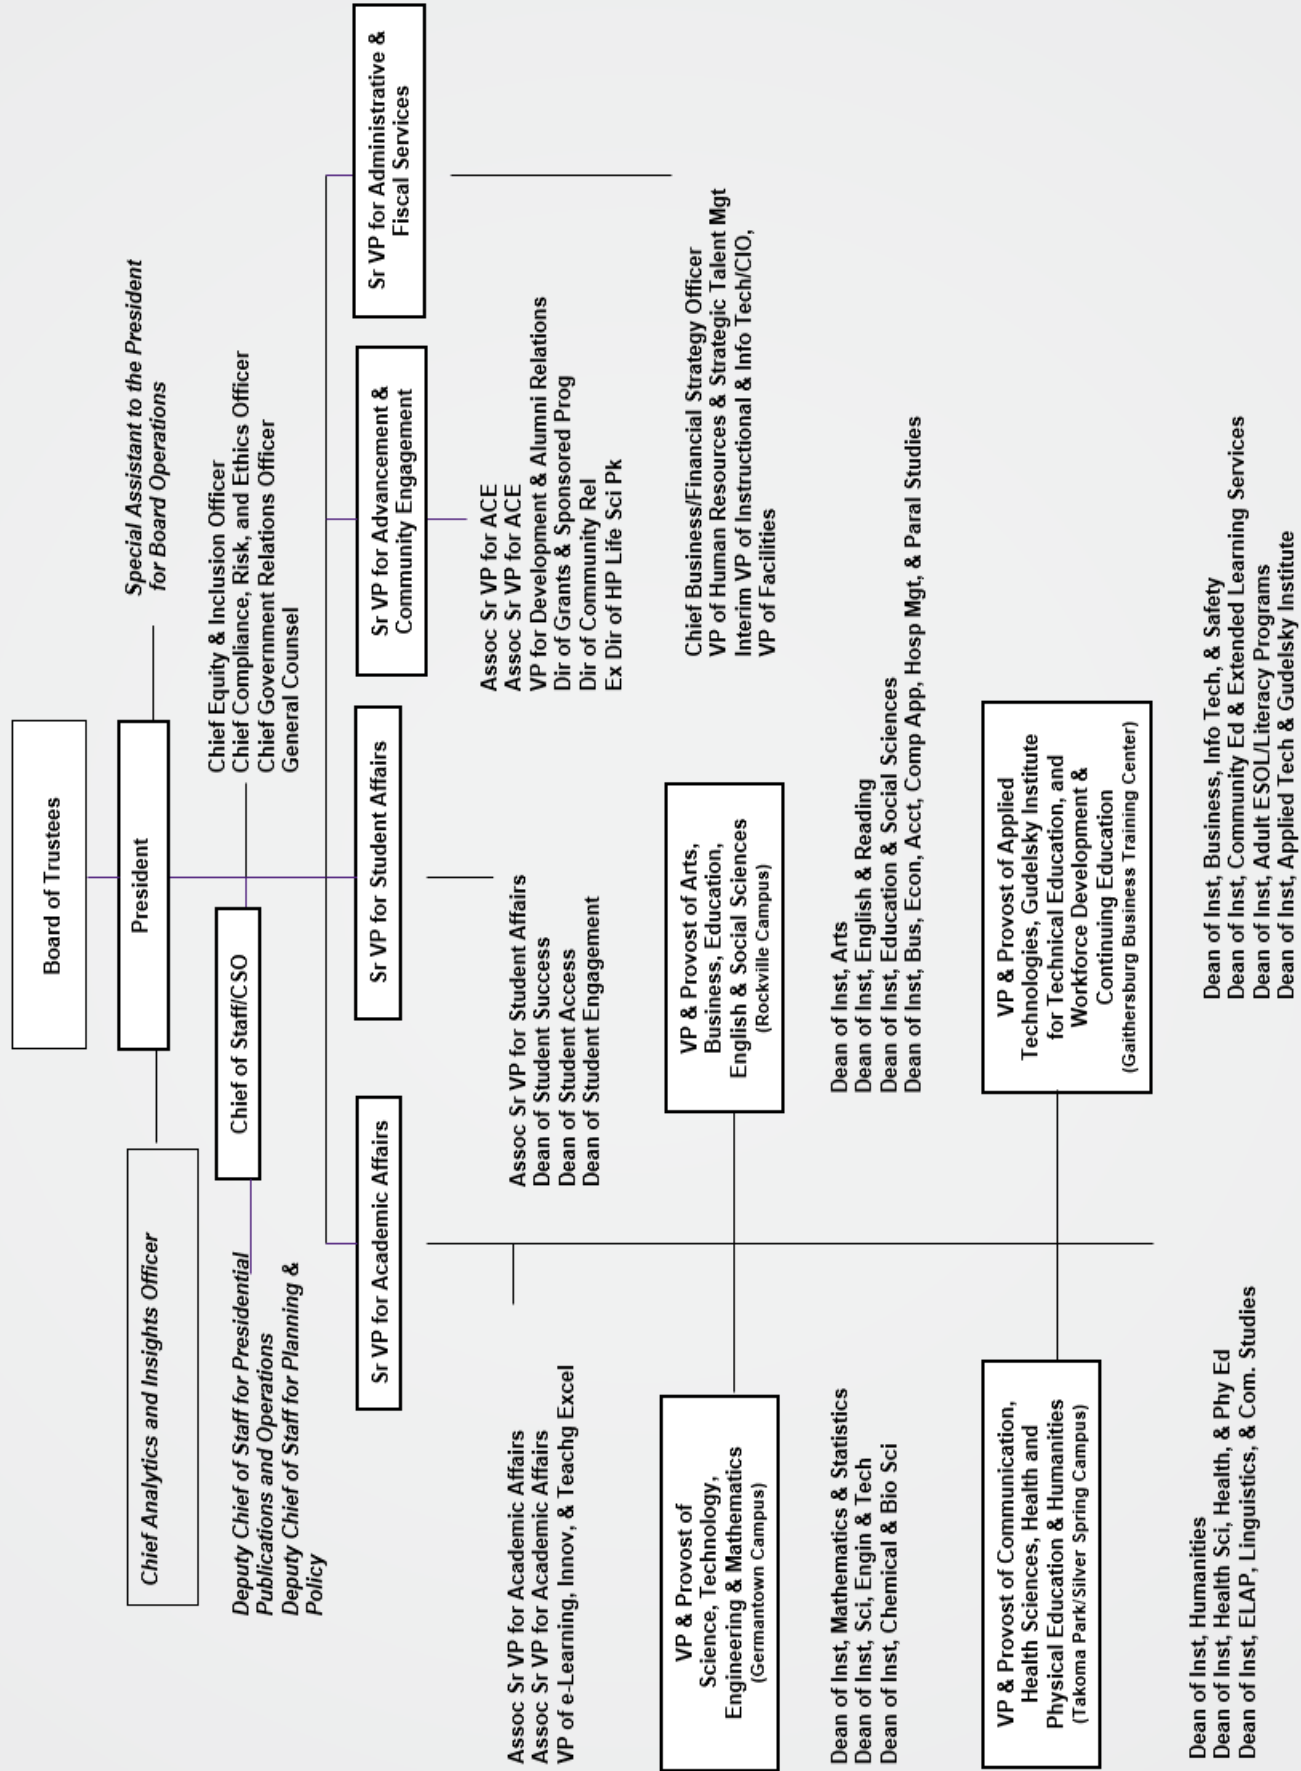 Board of Trustees
President
Special Assistant to the President
for Board Operations
Chief Analytics and Insights Officer
Chief of Staff/CSO
Chief Equity & Inclusion Officer
Chief Compliance, Risk, and Ethics Officer
Chief Government Relations Officer
General Counsel
Deputy Chief of Staff for Presidential
Publications and Operations
Deputy Chief of Staff for Planning &
Policy
Sr VP for Academic Affairs
Sr VP for Student Affairs
Sr VP for Advancement &
Community Engagement
Sr VP for Administrative &
Fiscal Services
Assoc Sr VP for Academic Affairs
Assoc Sr VP for Academic Affairs
VP of e-Learning, Innov, & Teachg Excel
Assoc Sr VP for Student Affairs
Dean of Student Success
Dean of Student Access
Dean of Student Engagement
Assoc Sr VP for ACE
Assoc Sr VP for ACE
VP for Development & Alumni Relations
Dir of Grants & Sponsored Prog
Dir of Community Rel
Ex Dir of HP Life Sci Pk
Chief Business/Financial Strategy Officer
VP of Human Resources & Strategic Talent Mgt
Interim VP of Instructional & Info Tech/CIO,
VP of Facilities
VP & Provost of
Science, Technology,
Engineering & Mathematics
(Germantown Campus)
VP & Provost of Arts,
Business, Education,
English & Social Sciences
(Rockville Campus)
Dean of Inst, Mathematics & Statistics
Dean of Inst, Sci, Engin & Tech
Dean of Inst, Chemical & Bio Sci
Dean of Inst, Arts
Dean of Inst, English & Reading
Dean of Inst, Education & Social Sciences
Dean of Inst, Bus, Econ, Acct, Comp App, Hosp Mgt, & Paral Studies
VP & Provost of Communication,
Health Sciences, Health and
Physical Education & Humanities
(Takoma Park/Silver Spring Campus)
VP & Provost of Applied
Technologies, Gudelsky Institute
for Technical Education, and
Workforce Development &
Continuing Education
(Gaithersburg Business Training Center)
Dean of Inst, Humanities
Dean of Inst, Health Sci, Health, & Phy Ed
Dean of Inst, ELAP, Linguistics, & Com. Studies
Dean of Inst, Business, Info Tech, & Safety
Dean of Inst, Community Ed & Extended Learning Services
Dean of Inst, Adult ESOL/Literacy Programs
Dean of Inst, Applied Tech & Gudelsky Institute